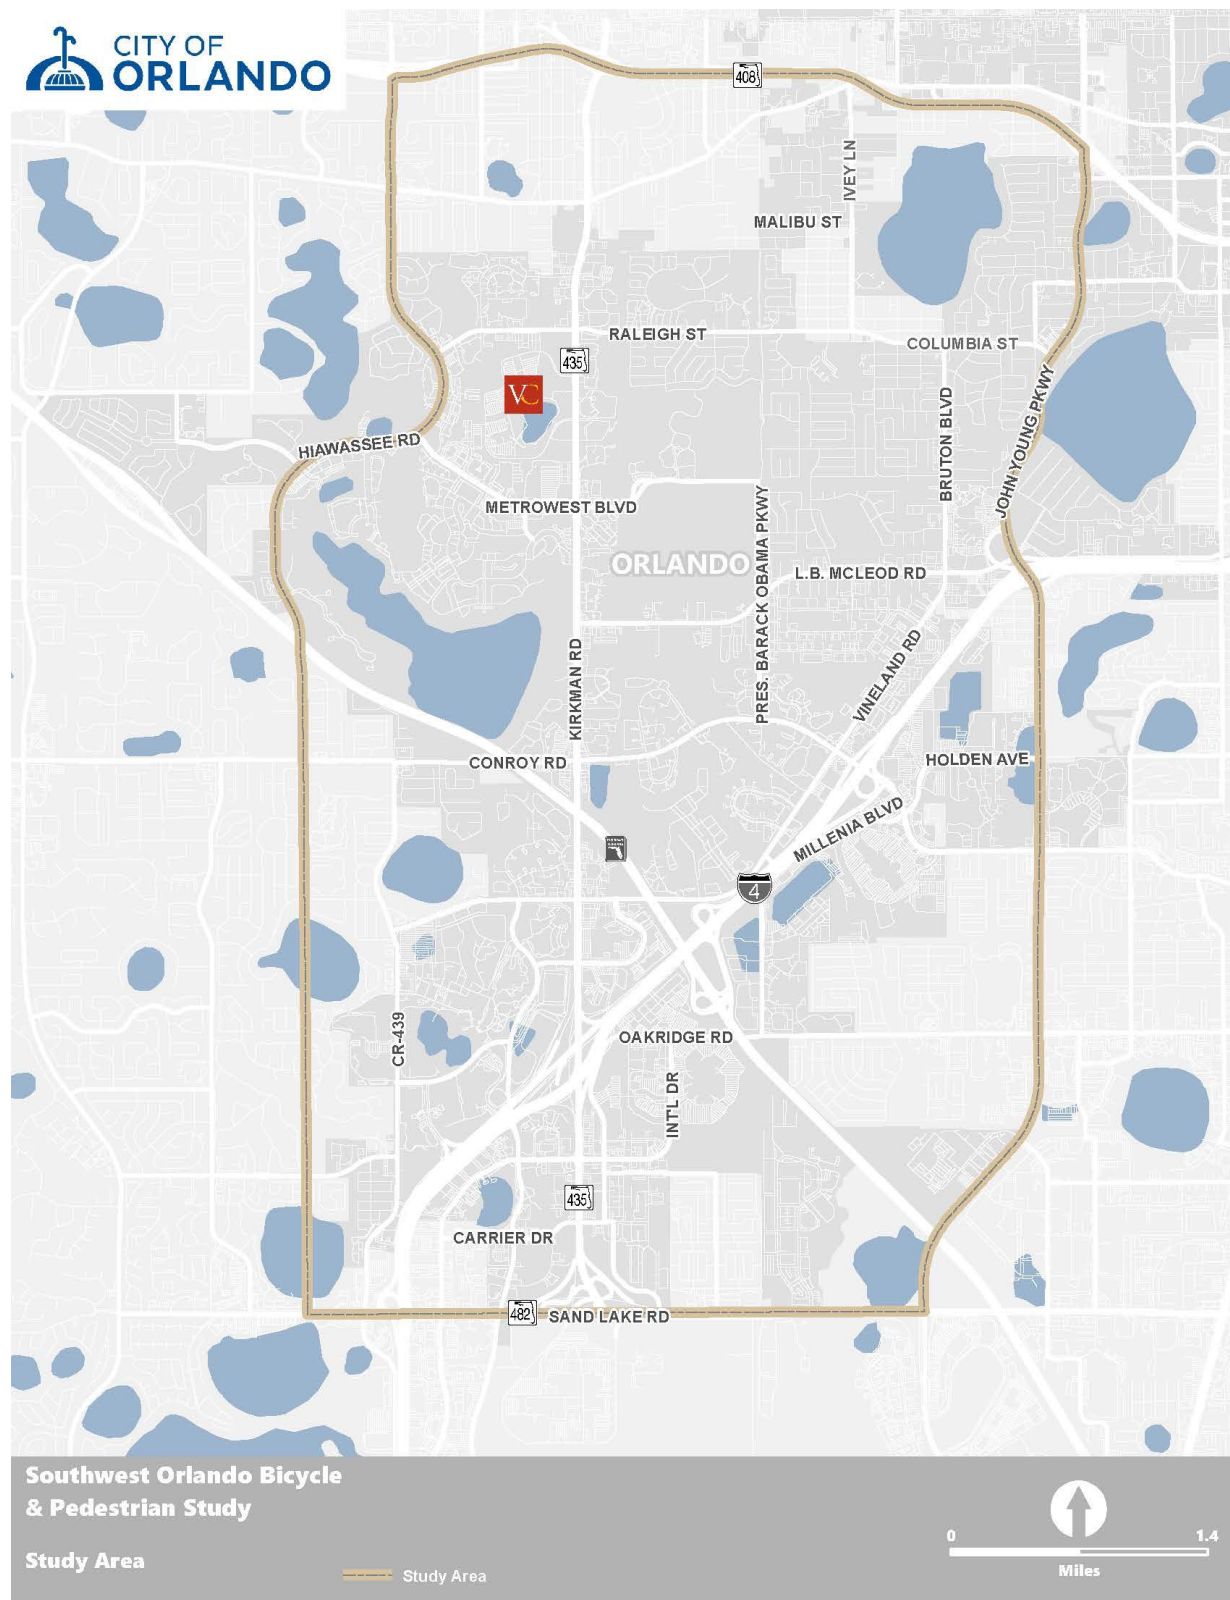 CITY OF
ORLANDO
408
IVEY LN
MALIBU ST
RALEIGH ST
COLUMBIA ST
435
VC
BRUTON BLVD
JOHN YOUNG PKWY
HIAWASSEE RD
METROWEST BLVD
PRES. BARACK OBAMA PKWY
ORLANDO
L.B. MCLEOD RD
KIRKMAN RD
VINELAND RD
CONROY RD
HOLDEN AVE
MILLENIA BLVD
4
CR-439
OAKRIDGE RD
INT'L DR
435
CARRIER DR
482
SAND LAKE RD
Southwest Orlando Bicycle
& Pedestrian Study
Study Area
Study Area
0 1.4
Miles